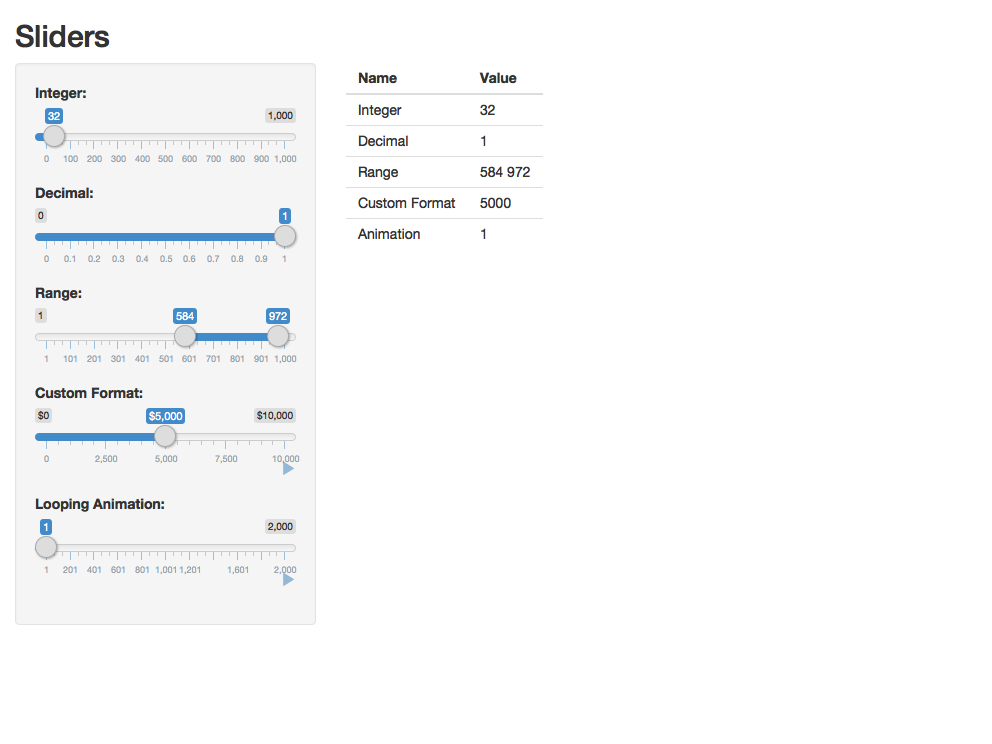 Sliders
Integer:
32 1,000
0 100 200 300 400 500 600 700 800 900 1,000
Decimal:
0 1
0 0.1 0.2 0.3 0.4 0.5 0.6 0.7 0.8 0.9 1
Range:
1 584 972
1 101 201 301 401 501 601 701 801 901 1,000
Custom Format:
$0 $5,000 $10,000
0 2,500 5,000 7,500 10,000
Looping Animation:
1 2,000
1 201 401 601 801 1,001 1,201 1,601 2,000
Name Value
Integer 32
Decimal 1
Range 584 972
Custom Format 5000
Animation 1